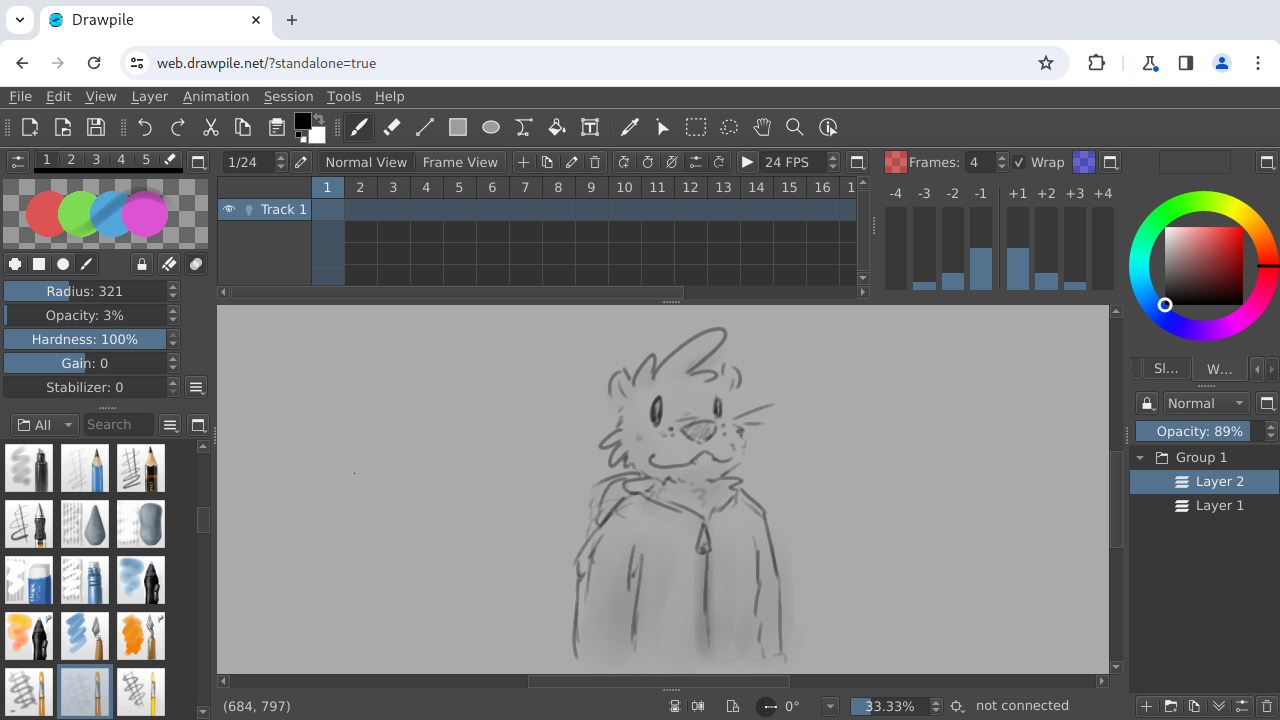 Drawpile
web.drawpile.net/?standalone=true
File Edit View Layer Animation Session Tools Help
1 2 3 4 5
1/24 Normal View Frame View 24 FPS
Frames: 4 Wrap
1 2 3 4 5 6 7 8 9 10 11 12 13 14 15 16 1
-4 -3 -2 -1 +1 +2 +3 +4
Track 1
Radius: 321
Opacity: 3%
Hardness: 100%
Gain: 0
Stabilizer: 0
All Search
Sl... W...
Normal
Opacity: 89%
Group 1
Layer 2
Layer 1
(684, 797) 0° 33.33% not connected